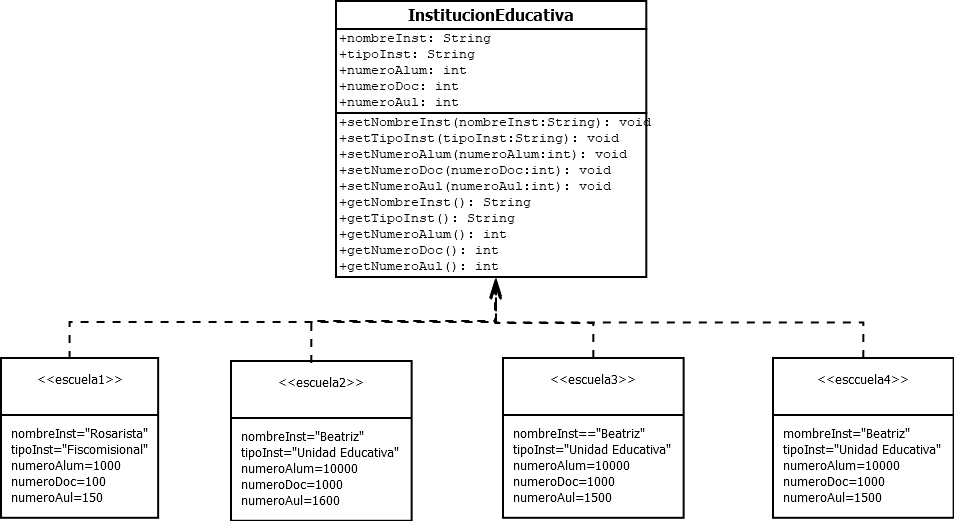 InstitucionEducativa
+nombreInst: String
+tipoInst: String
+numeroAlum: int
+numeroDoc: int
+numeroAul: int
+setNombreInst(nombreInst:String): void
+setTipoInst(tipoInst:String): void
+setNumeroAlum(numeroAlum:int): void
+setNumeroDoc(numeroDoc:int): void
+setNumeroAul(numeroAul:int): void
+getNombreInst(): String
+getTipoInst(): String
+getNumeroAlum(): int
+getNumeroDoc(): int
+getNumeroAul(): int
<<escuela1>>
nombreInst="Rosarista"
tipoInst="Fiscomisional"
numeroAlum=1000
numeroDoc=100
numeroAul=150
<<escuela2>>
nombreInst="Beatriz"
tipoInst="Unidad Educativa"
numeroAlum=10000
numeroDoc=1000
numeroAul=1600
<<escuela3>>
nombreInst=="Beatriz"
tipoInst="Unidad Educativa"
numeroAlum=10000
numeroDoc=1000
numeroAul=1500
<<esccuela4>>
mombreInst="Beatriz"
tipoInst="Unidad Educativa"
numeroAlum=10000
numeroDoc=1000
numeroAul=1500